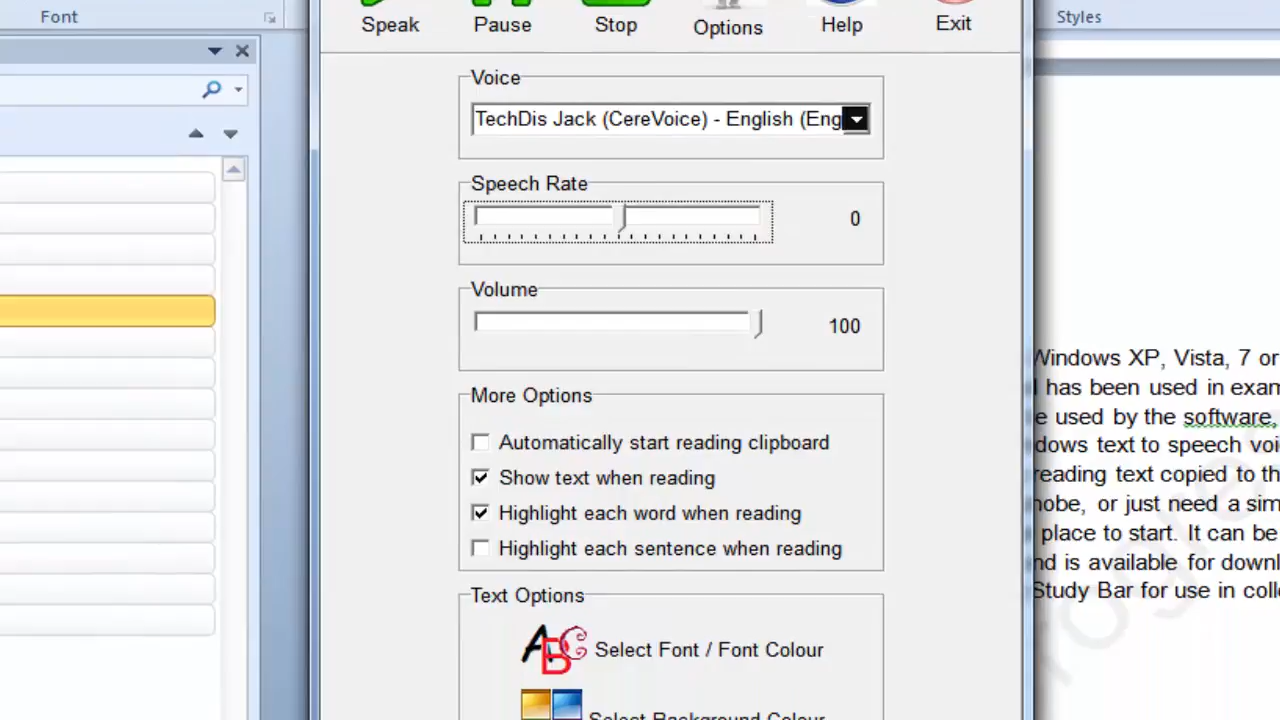 Font
Styles
Speak Pause Stop Options Help Exit
Voice
TechDis Jack (CereVoice) - English (Eng
Speech Rate
0
Volume
100
More Options
Automatically start reading clipboard
Show text when reading
Highlight each word when reading
Highlight each sentence when reading
Text Options
ABC Select Font / Font Colour
Select Background Colour
Windows XP, Vista, 7 or
has been used in exam
used by the software,
dows text to speech voi
reading text copied to th
or just need a sim
place to start. It can be
nd is available for downl
Study Bar for use in coll